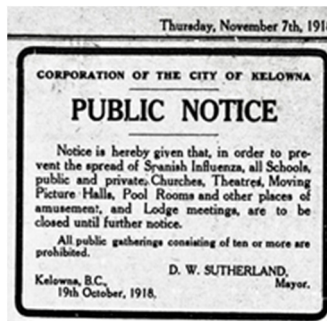 Thursday, November 7th, 191
CORPORATION OF THE CITY OF KELOWNA
PUBLIC NOTICE
Notice is hereby given that, in order to pre-
vent the spread of Spanish Influenza, all Schools,
public and private, Churches, Theatres, Moving
Picture Halls, Pool Rooms and other places of
amusement, and Lodge meetings, are to be
closed until further notice.
All public gatherings consisting of ten or more are
prohibited.
D. W. SUTHERLAND,
Kelowna, B.C., Mayor.
19th October, 1918.